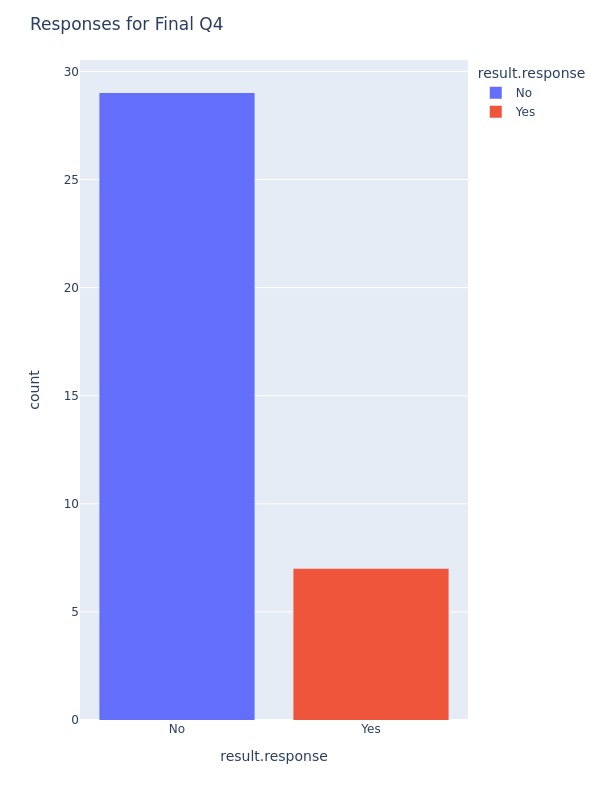 Responses for Final Q4
result.response
No
Yes
30
25
20
15
10
5
0
count
No
Yes
result.response